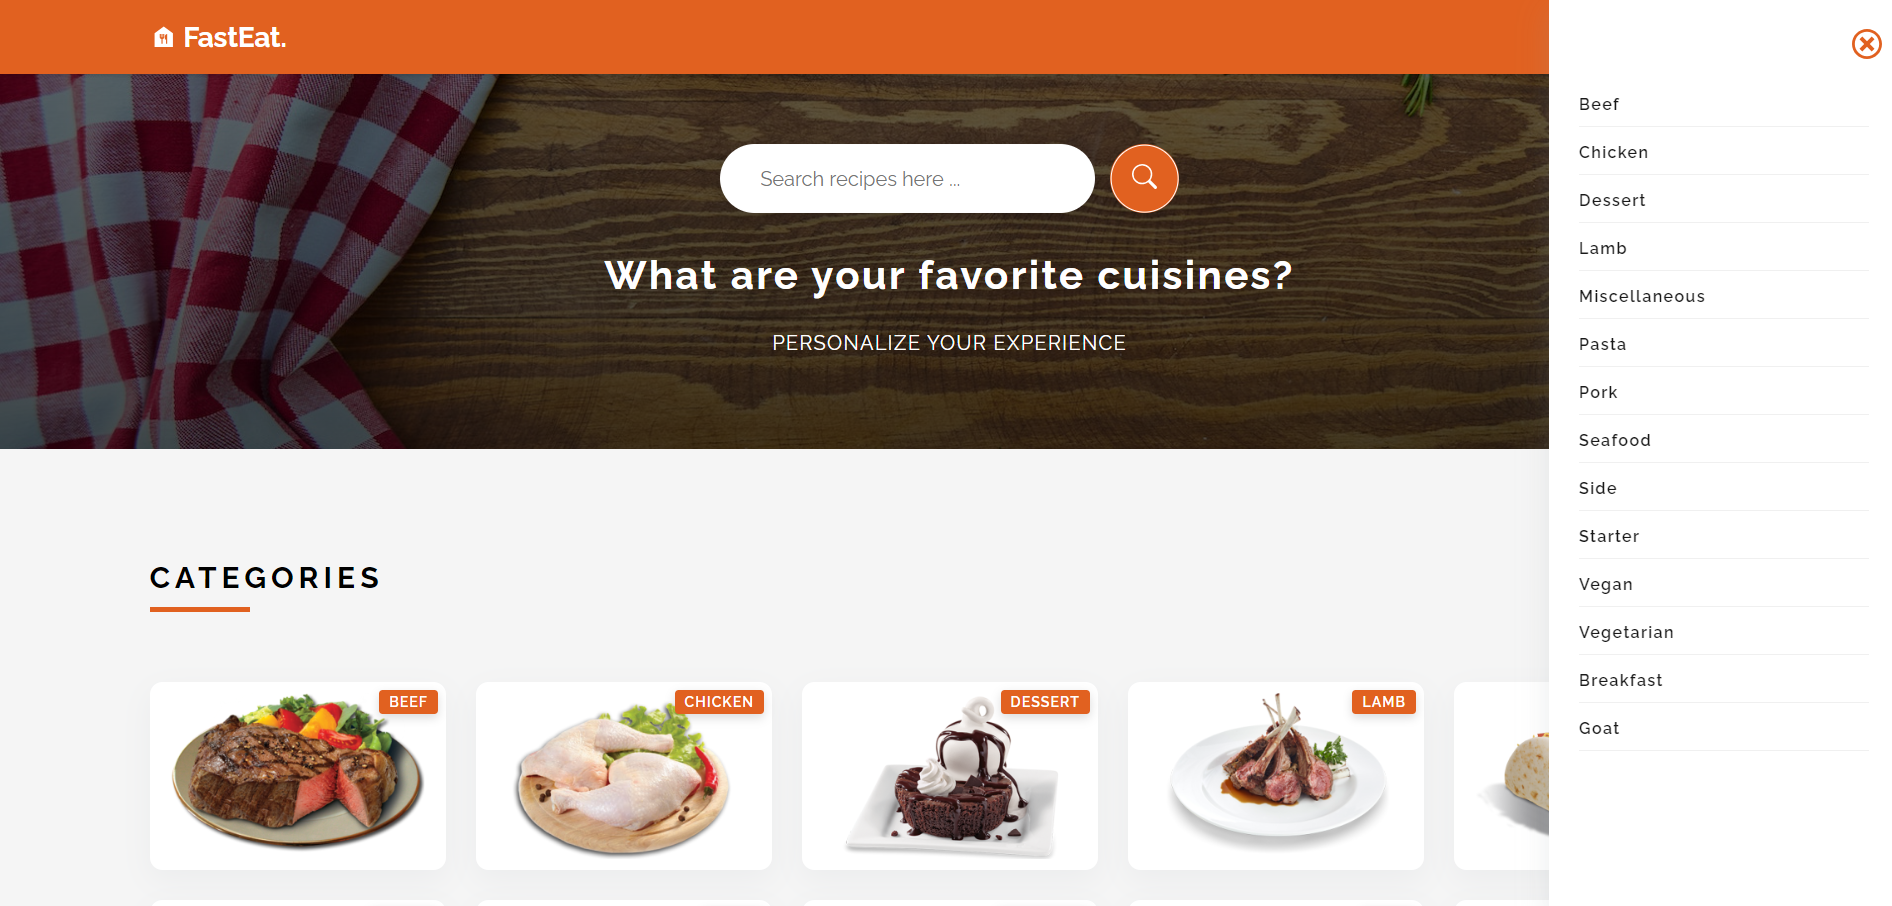 FastEat.
Search recipes here ...
What are your favorite cuisines?
PERSONALIZE YOUR EXPERIENCE
CATEGORIES
BEEF
CHICKEN
DESSERT
LAMB
Beef
Chicken
Dessert
Lamb
Miscellaneous
Pasta
Pork
Seafood
Side
Starter
Vegan
Vegetarian
Breakfast
Goat